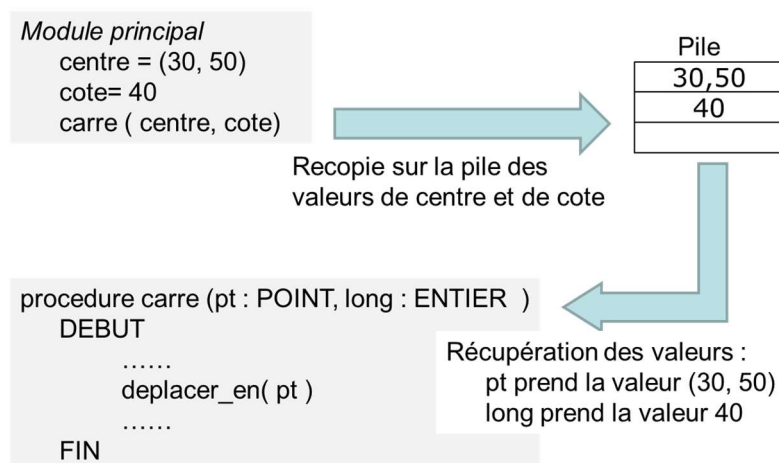 Module principal
centre = (30, 50)
cote= 40
carre ( centre, cote)
Pile
30,50
40
Recopie sur la pile des
valeurs de centre et de cote
procedure carre (pt : POINT, long : ENTIER )
DEBUT
......
deplacer_en( pt )
......
FIN
Récupération des valeurs :
pt prend la valeur (30, 50)
long prend la valeur 40